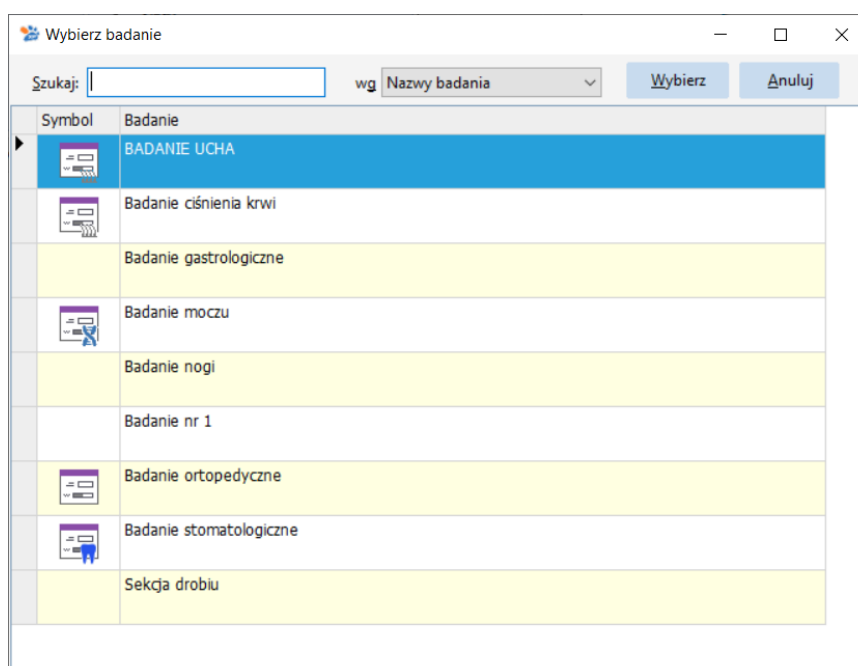 Wybierz badanie
Szukaj: wg Nazwy badania Wybierz Anuluj
Symbol Badanie
BADANIE UCHA
Badanie ciśnienia krwi
Badanie gastrologiczne
Badanie moczu
Badanie nogi
Badanie nr 1
Badanie ortopedyczne
Badanie stomatologiczne
Sekcja drobiu